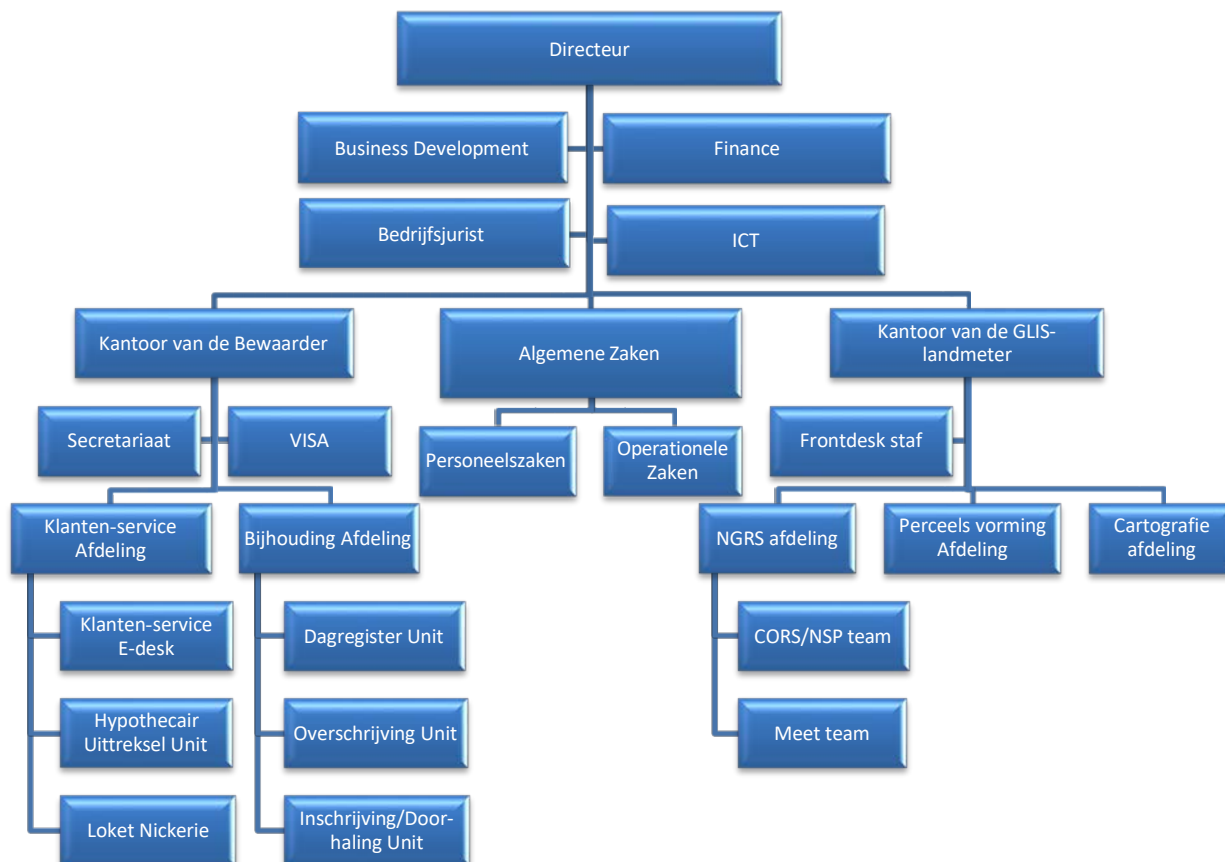 Directeur
Business Development
Finance
Bedrijfsjurist
ICT
Kantoor van de Bewaarder
Algemene Zaken
Kantoor van de GLIS-
landmeter
Secretariaat
VISA
Personeelszaken
Operationele
Zaken
Frontdesk staf
Klanten-service
Afdeling
Bijhouding Afdeling
NGRS afdeling
Perceels vorming
Afdeling
Cartografie
afdeling
Klanten-service
E-desk
Dagregister Unit
CORS/NSP team
Hypothecair
Uittreksel Unit
Overschrijving Unit
Meet team
Loket Nickerie
Inschrijving/Door-
haling Unit